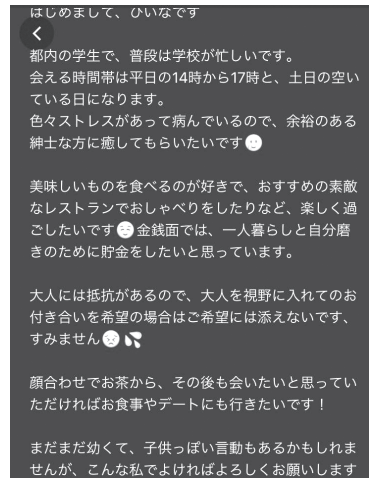 はじめまして、ひいなです
都内の学生で、普段は学校が忙しいです。
会える時間帯は平日の14時から17時と、土日の空い
ている日になります。
色々ストレスがあって病んでいるので、余裕のある
紳士な方に癒してもらいたいです
美味しいものを食べるのが好きで、おすすめの素敵
なレストランでおしゃべりをしたりなど、楽しく過
ごしたいです 金銭面では、一人暮らしと自分磨
きのために貯金をしたいと思っています。
大人には抵抗があるので、大人を視野に入れてのお
付き合いを希望の場合はご希望には添えないです、
すみません
顔合わせでお茶から、その後も会いたいと思ってい
ただければお食事やデートにも行きたいです！
まだまだ幼くて、子供っぽい言動もあるかもしれま
せんが、こんな私でよければよろしくお願いします